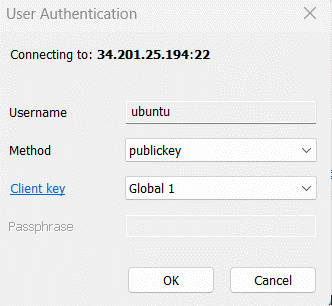 User Authentication
Connecting to: 34.201.25.194:22
Username ubuntu
Method publickey
Client key Global 1
Passphrase
OK Cancel